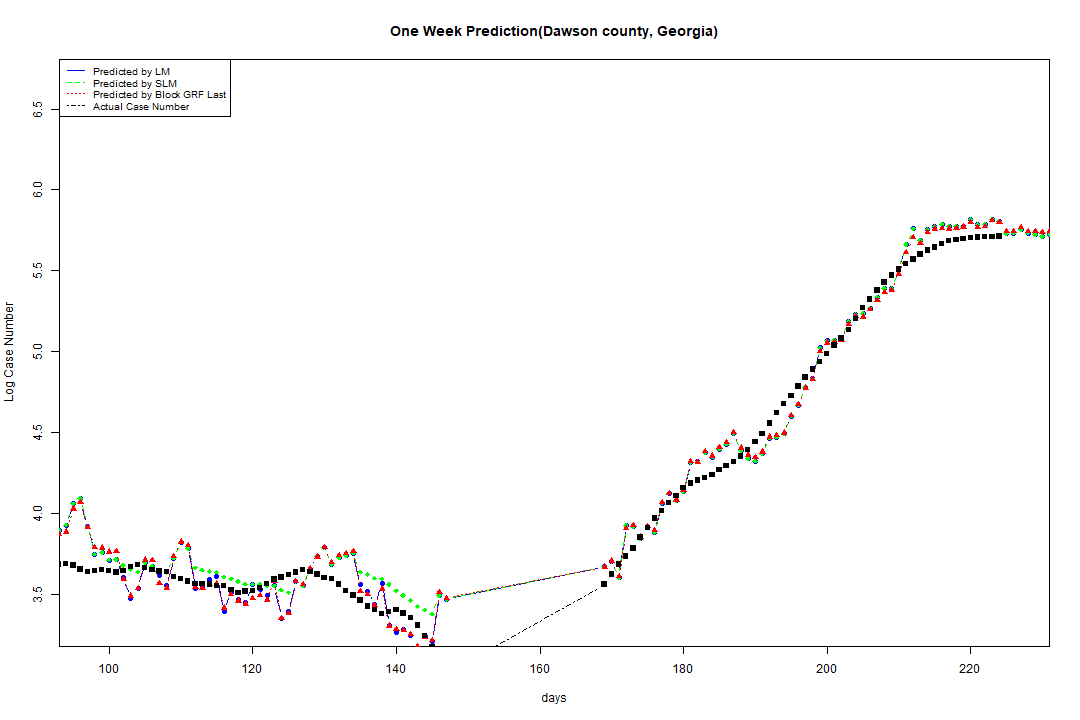 One Week Prediction(Dawson county, Georgia)
Predicted by LM
Predicted by SLM
Predicted by Block GRF Last
Actual Case Number
6.5
6.0
5.5
5.0
4.5
4.0
3.5
Log Case Number
100 120 140 160 180 200 220
days